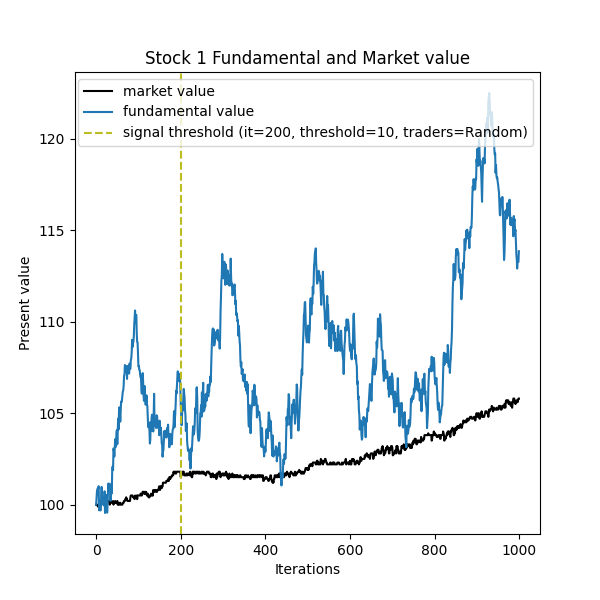 Stock 1 Fundamental and Market value
market value
fundamental value
signal threshold (it=200, threshold=10, traders=Random)
Present value
120
115
110
105
100
0 200 400 600 800 1000
Iterations